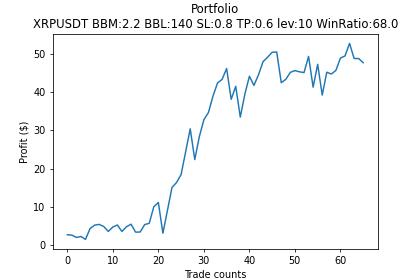 Portfolio
XRPUSDT BBM:2.2 BBL:140 SL:0.8 TP:0.6 lev:10 WinRatio:68.0
50
40
30
20
10
0
Profit ($)
0 10 20 30 40 50 60
Trade counts